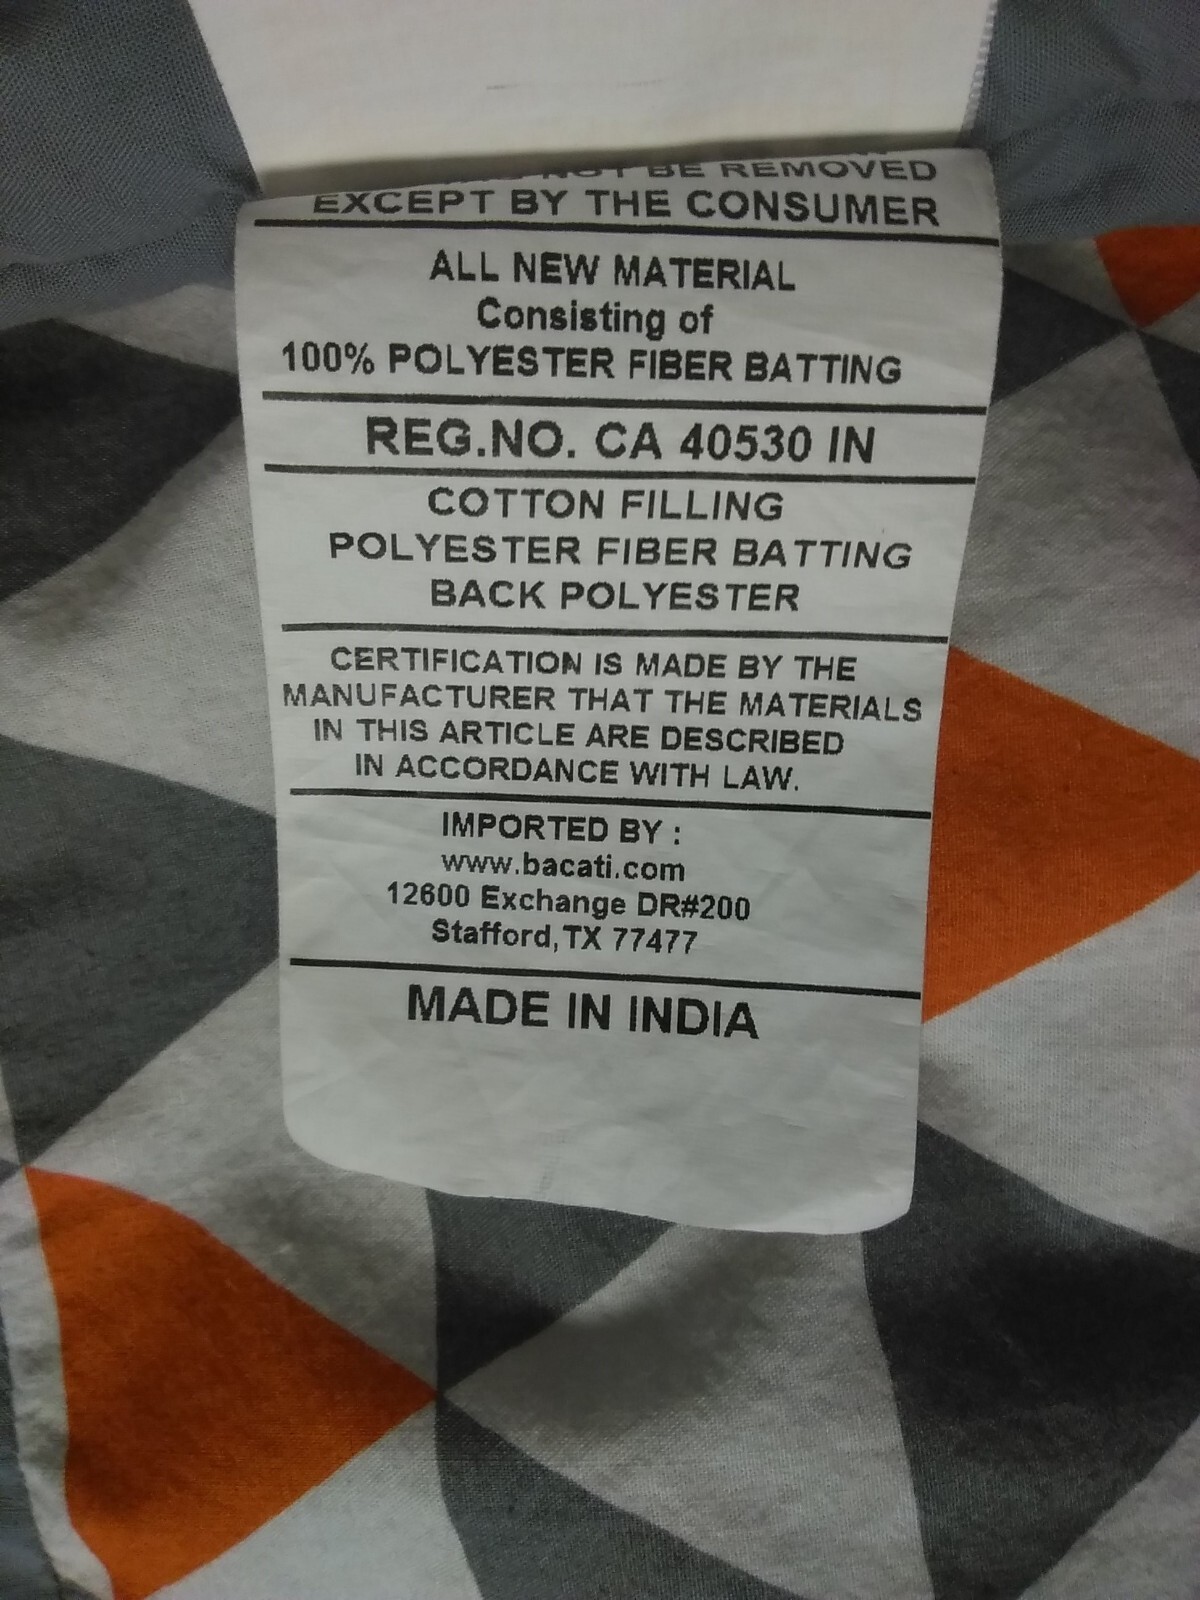 NOT BE REMOVED
EXCEPT BY THE CONSUMER
ALL NEW MATERIAL
Consisting of
100% POLYESTER FIBER BATTING
REG.NO. CA 40530 IN
COTTON FILLING
POLYESTER FIBER BATTING
BACK POLYESTER
CERTIFICATION IS MADE BY THE
MANUFACTURER THAT THE MATERIALS
IN THIS ARTICLE ARE DESCRIBED
IN ACCORDANCE WITH LAW.
IMPORTED BY :
www.bacati.com
12600 Exchange DR#200
Stafford,TX 77477
MADE IN INDIA